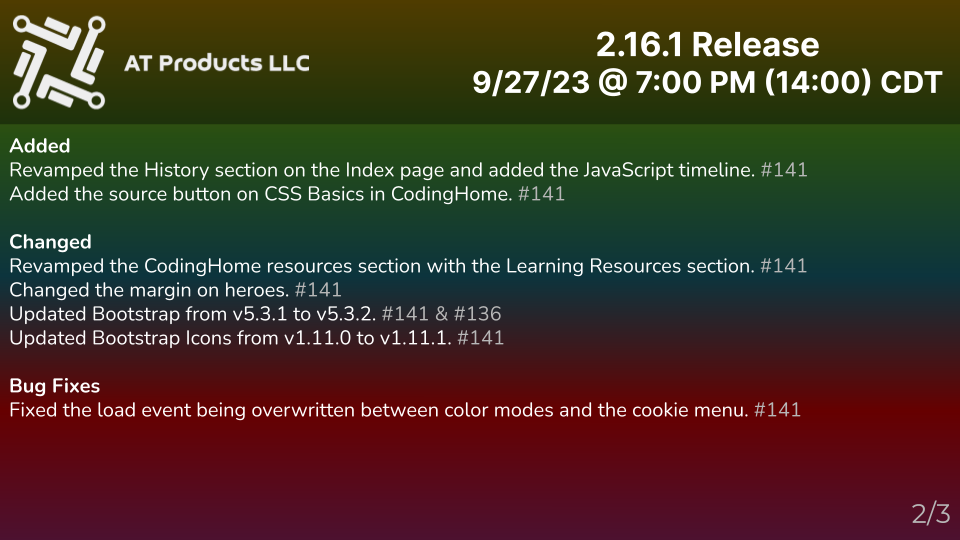 AT Products LLC
2.16.1 Release
9/27/23 @ 7:00 PM (14:00) CDT
Added
Revamped the History section on the Index page and added the JavaScript timeline. #141
Added the source button on CSS Basics in CodingHome. #141
Changed
Revamped the CodingHome resources section with the Learning Resources section. #141
Changed the margin on heroes. #141
Updated Bootstrap from v5.3.1 to v5.3.2. #141 & #136
Updated Bootstrap Icons from v1.11.0 to v1.11.1. #141
Bug Fixes
Fixed the load event being overwritten between color modes and the cookie menu. #141
2/3